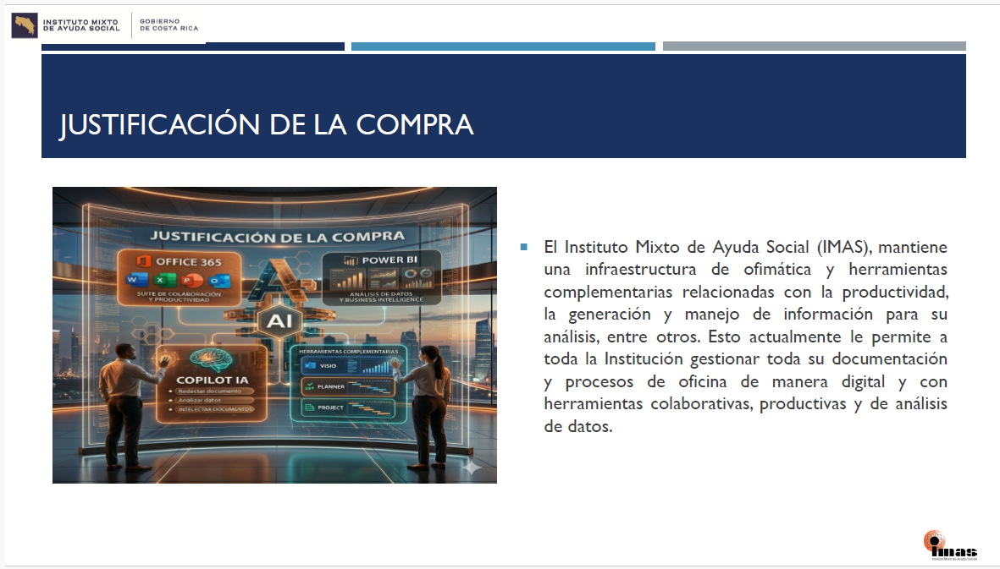 INSTITUTO MIXTO
DE AYUDA SOCIAL
GOBIERNO
DE COSTA RICA
JUSTIFICACIÓN DE LA COMPRA
JUSTIFICACIÓN DE LA COMPRA
OFFICE 365
SUITE DE COLABORACIÓN
Y PRODUCTIVIDAD
POWER BI
ANÁLISIS DE DATOS
Y BUSINESS INTELLIGENCE
AI
COPILOT IA
Redactar documento
Analizar datos
INTELECTAR DOCUMENTOS
HERRAMIENTAS COMPLEMENTARIAS
VISIO
PLANNER
PROJECT
El Instituto Mixto de Ayuda Social (IMAS), mantiene
una infraestructura de ofimática y herramientas
complementarias relacionadas con la productividad,
la generación y manejo de información para su
análisis, entre otros. Esto actualmente le permite a
toda la Institución gestionar toda su documentación
y procesos de oficina de manera digital y con
herramientas colaborativas, productivas y de análisis
de datos.
imas
Instituto Mixto de Ayuda Social